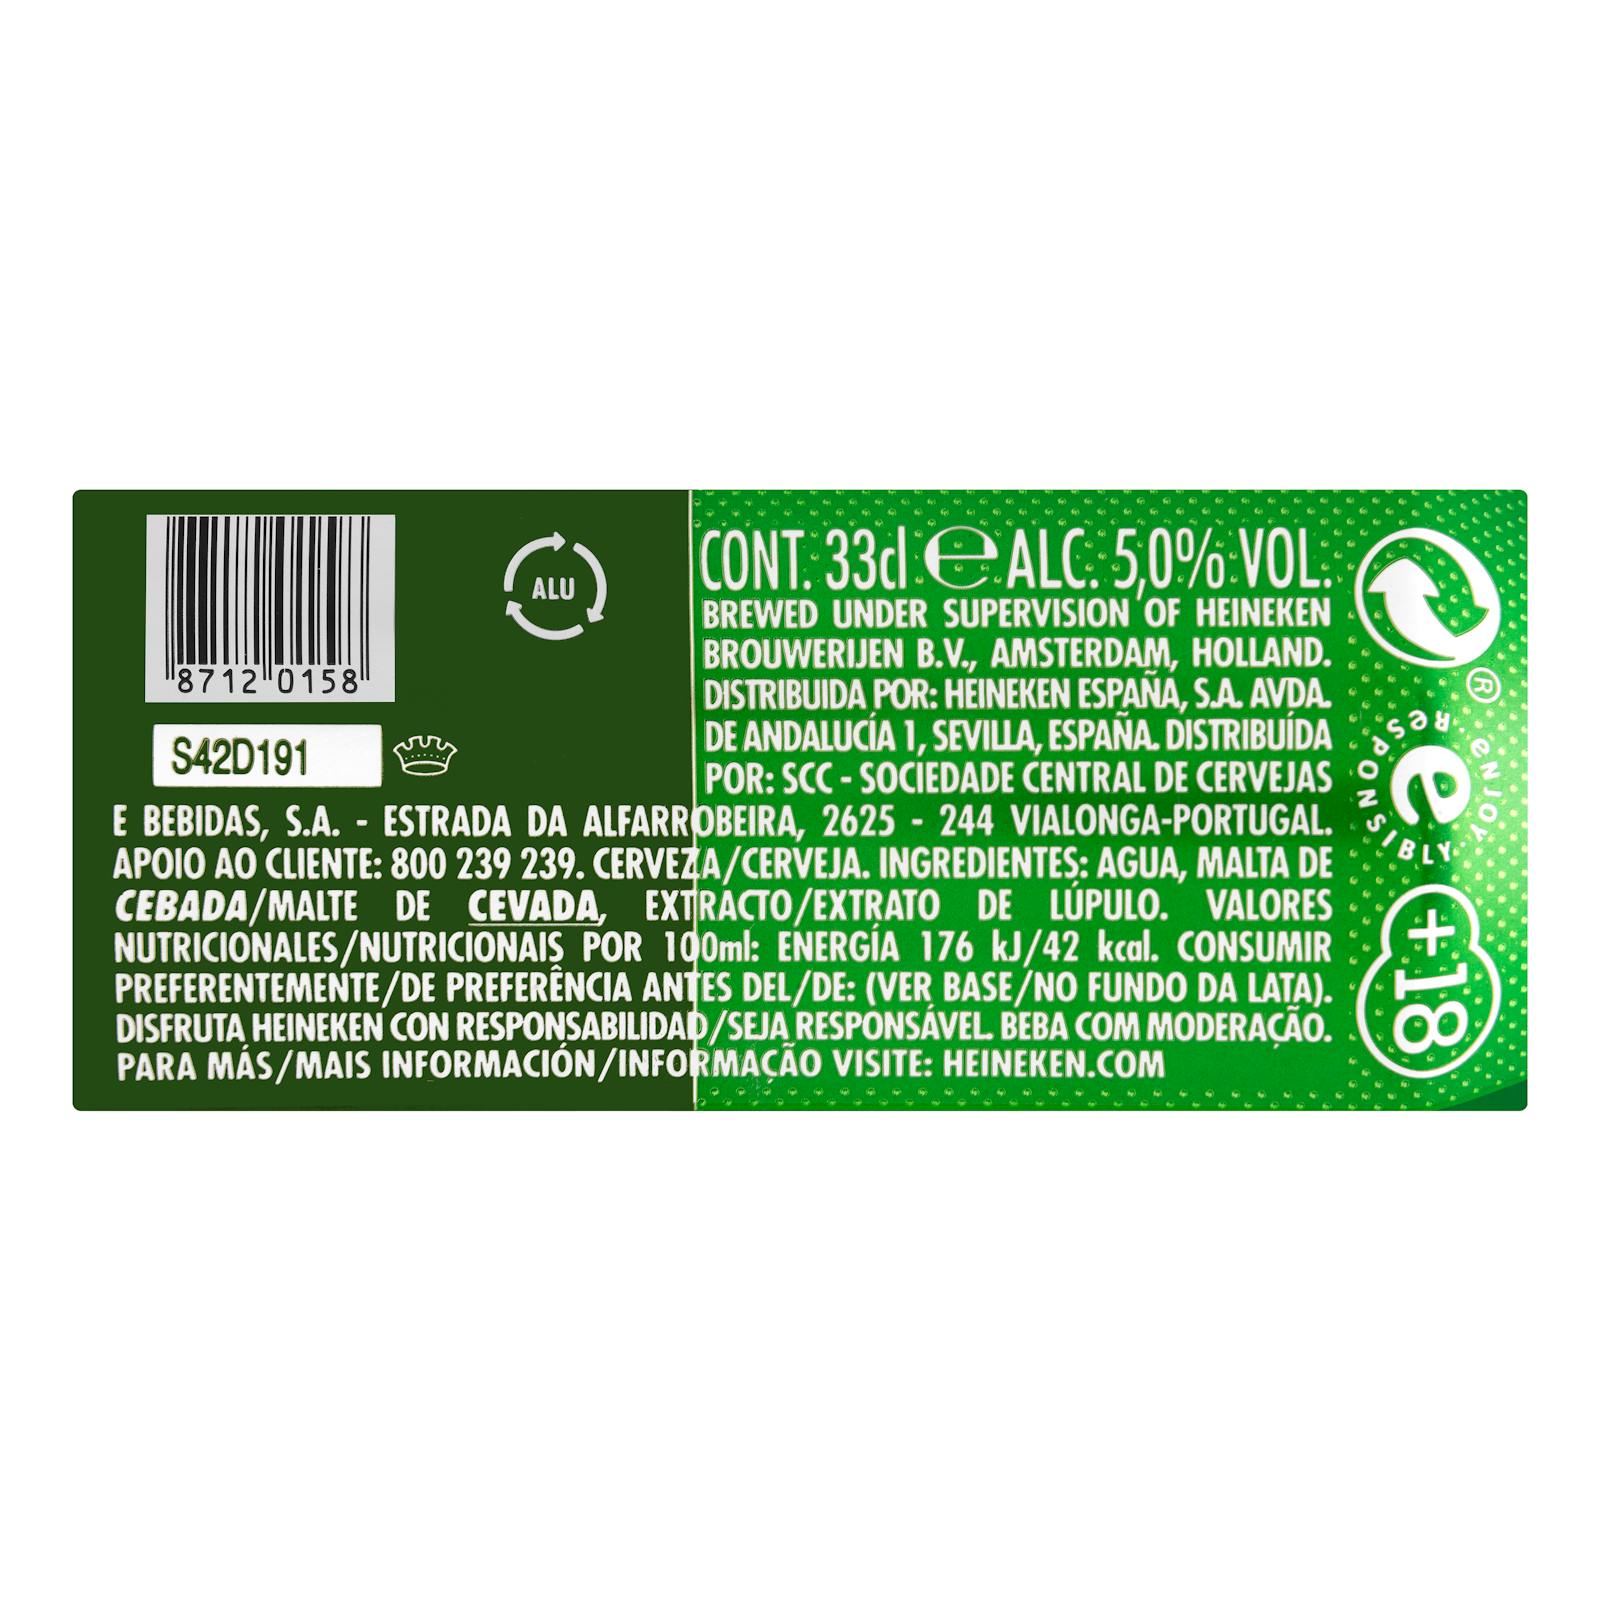 8712 0158
ALU
S42D191
CONT. 33cl e ALC. 5,0% VOL.
BREWED UNDER SUPERVISION OF HEINEKEN
BROUWERIJEN B.V., AMSTERDAM, HOLLAND.
DISTRIBUIDA POR: HEINEKEN ESPAÑA, S.A. AVDA.
DE ANDALUCÍA 1, SEVILLA, ESPAÑA. DISTRIBUÍDA
POR: SCC - SOCIEDADE CENTRAL DE CERVEJAS
E BEBIDAS, S.A. - ESTRADA DA ALFARROBEIRA, 2625 - 244 VIALONGA-PORTUGAL.
APOIO AO CLIENTE: 800 239 239. CERVEZA/CERVEJA. INGREDIENTES: AGUA, MALTA DE
CEBADA/MALTE DE CEVADA, EXTRACTO/EXTRATO DE LÚPULO. VALORES
NUTRICIONALES/NUTRICIONAIS POR 100ml: ENERGÍA 176 kJ/42 kcal. CONSUMIR
PREFERENTEMENTE/DE PREFERÊNCIA ANTES DEL/DE: (VER BASE/NO FUNDO DA LATA).
DISFRUTA HEINEKEN CON RESPONSABILIDAD/SEJA RESPONSÁVEL. BEBA COM MODERAÇÃO.
PARA MÁS/MAIS INFORMACIÓN/INFORMAÇÃO VISITE: HEINEKEN.COM
®
ENJOY RESPONSIBLY.
e
+18